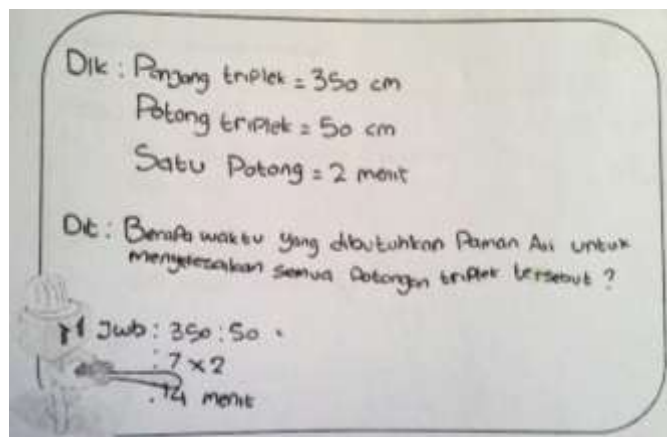 Dik : Panjang triplek = 350 cm
Potong triplek = 50 cm
Satu Potong = 2 menit
Dit : Berapa waktu yang dibutuhkan Paman Adi untuk
menyelesaikan semua potongan triplek tersebut ?
Jwb : 350 : 50
: 7 x 2
: 14 menit